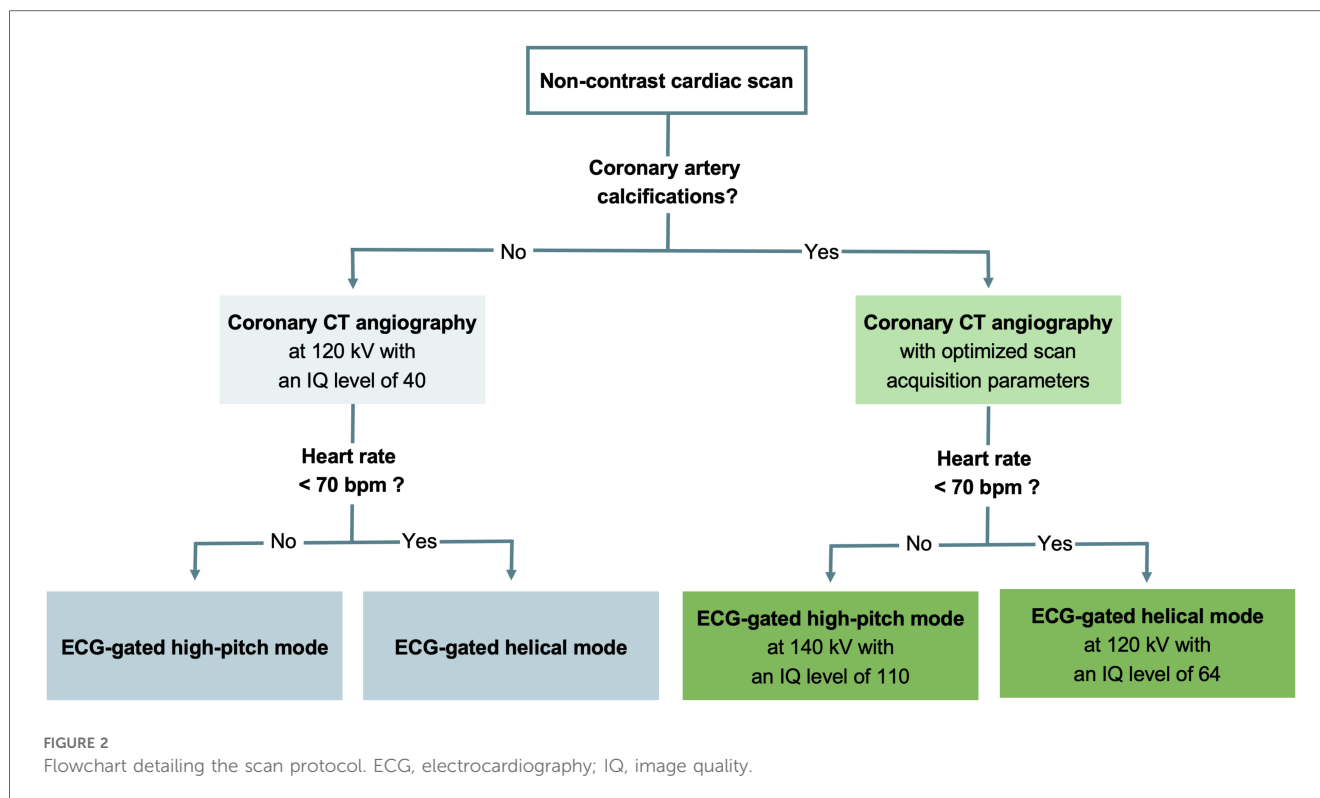 Non-contrast cardiac scan
Coronary artery
calcifications?
No
Yes
Coronary CT angiography
at 120 kV with
an IQ level of 40
Coronary CT angiography
with optimized scan
acquisition parameters
Heart rate
< 70 bpm ?
Heart rate
< 70 bpm ?
No
Yes
No
Yes
ECG-gated high-pitch mode
ECG-gated helical mode
ECG-gated high-pitch mode
at 140 kV with
an IQ level of 110
ECG-gated helical mode
at 120 kV with
an IQ level of 64
FIGURE 2
Flowchart detailing the scan protocol. ECG, electrocardiography; IQ, image quality.